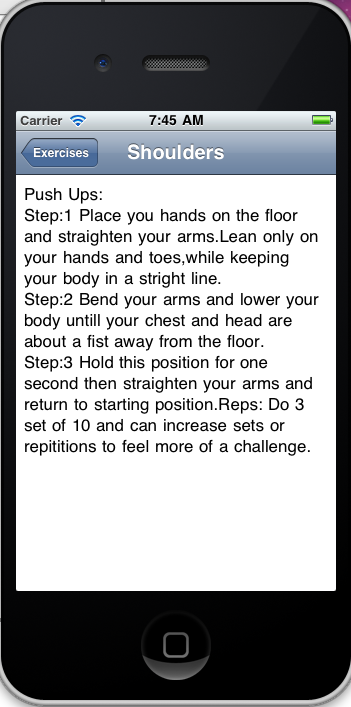 Carrier 7:45 AM
Exercises Shoulders
Push Ups:
Step:1 Place you hands on the floor
and straighten your arms.Lean only on
your hands and toes,while keeping
your body in a stright line.
Step:2 Bend your arms and lower your
body untill your chest and head are
about a fist away from the floor.
Step:3 Hold this position for one
second then straighten your arms and
return to starting position.Reps: Do 3
set of 10 and can increase sets or
repititions to feel more of a challenge.